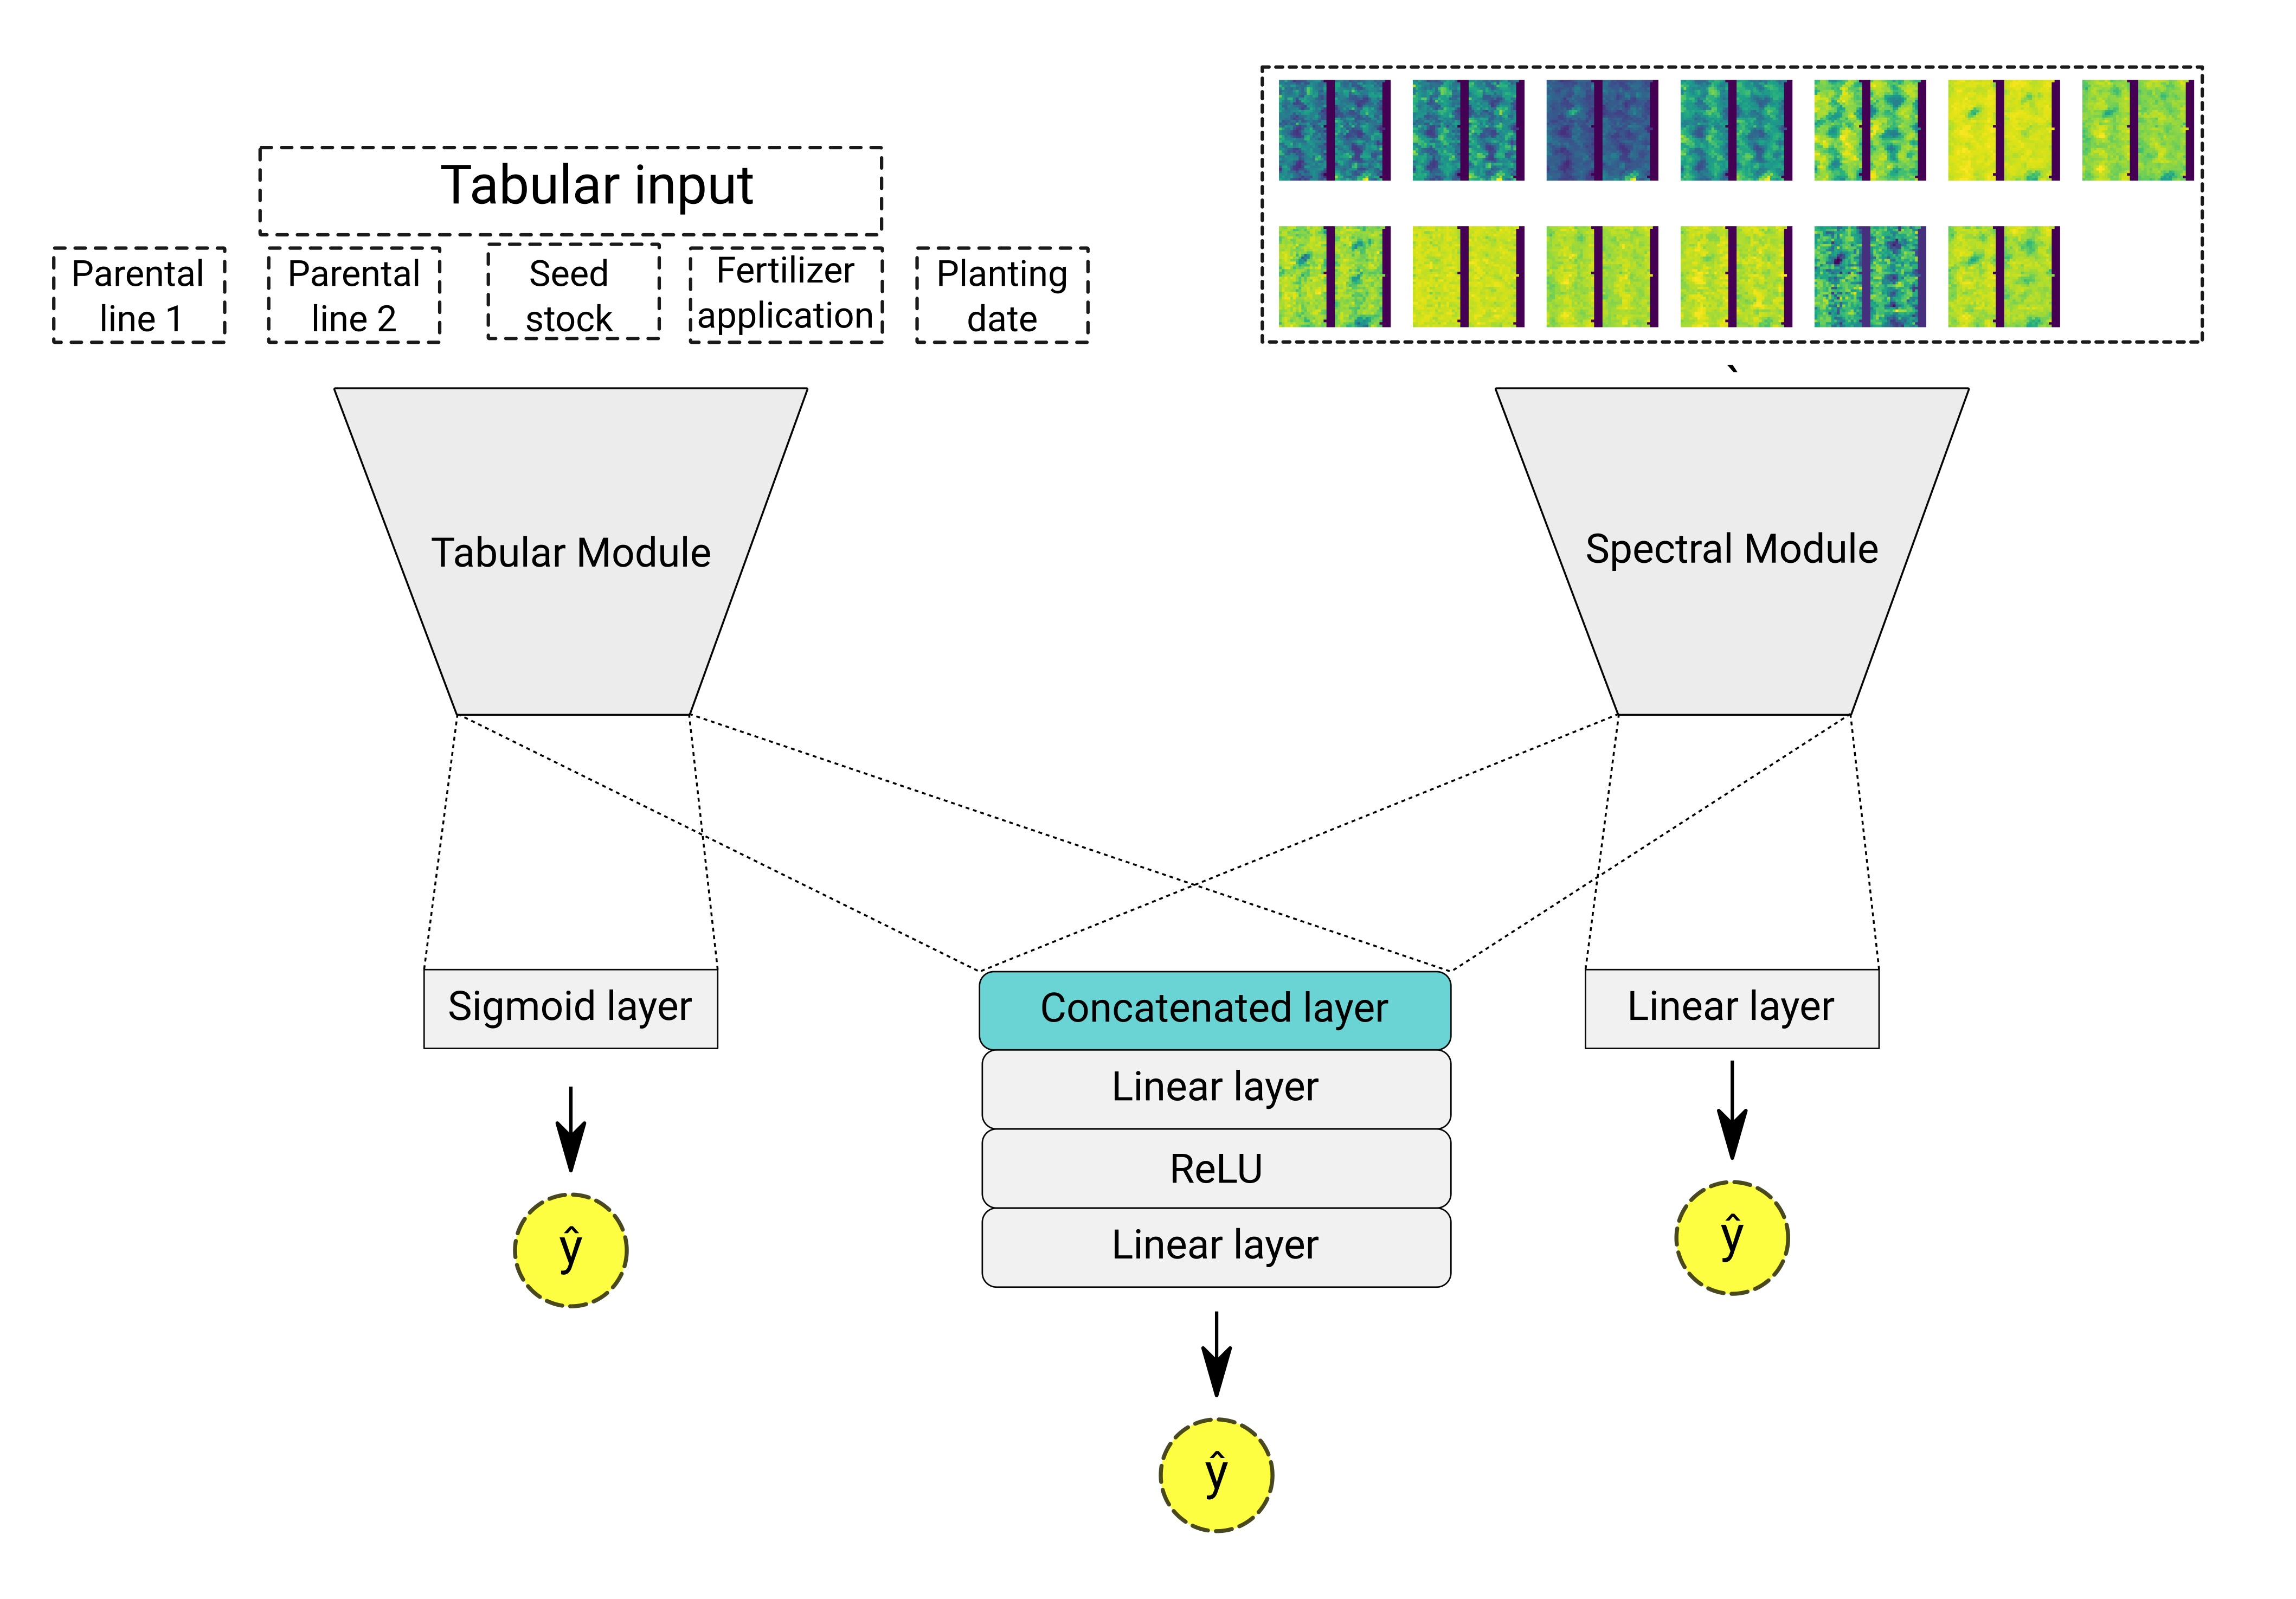 Tabular input
Parental
line 1
Parental
line 2
Seed
stock
Fertilizer
application
Planting
date
`
Tabular Module
Spectral Module
Sigmoid layer
Concatenated layer
Linear layer
ReLU
Linear layer
Linear layer
ŷ
ŷ
ŷ